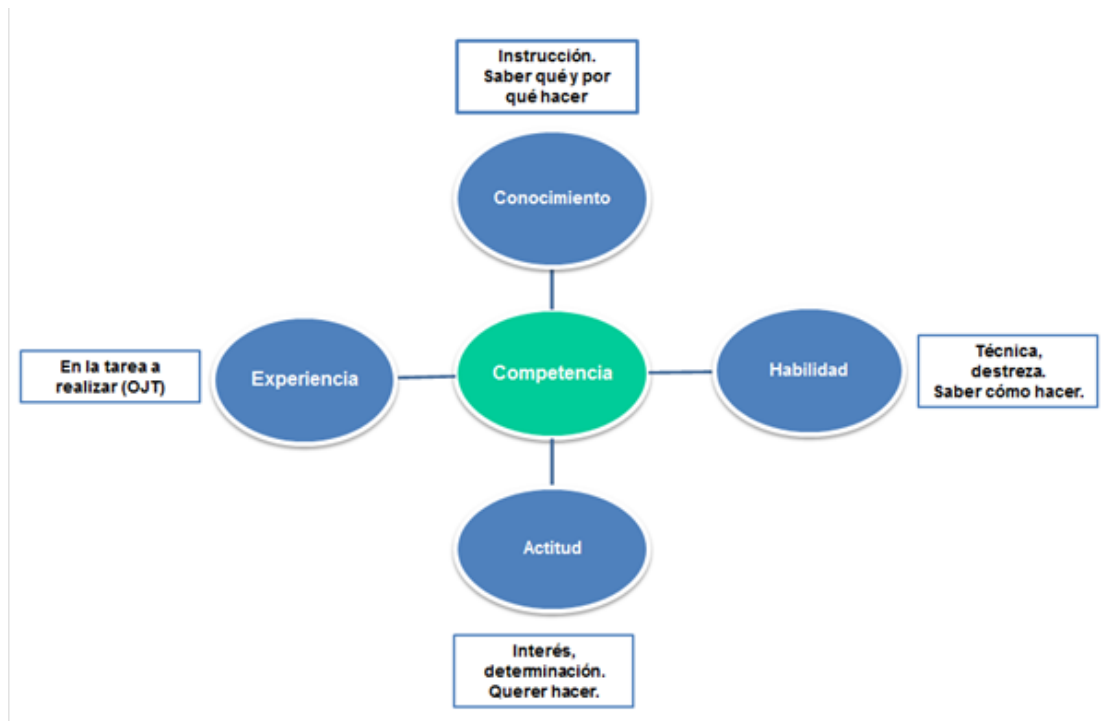 Instrucción.
Saber qué y por
qué hacer
Conocimiento
En la tarea a
realizar (OJT)
Experiencia
Competencia
Habilidad
Técnica,
destreza.
Saber cómo hacer.
Actitud
Interés,
determinación.
Querer hacer.